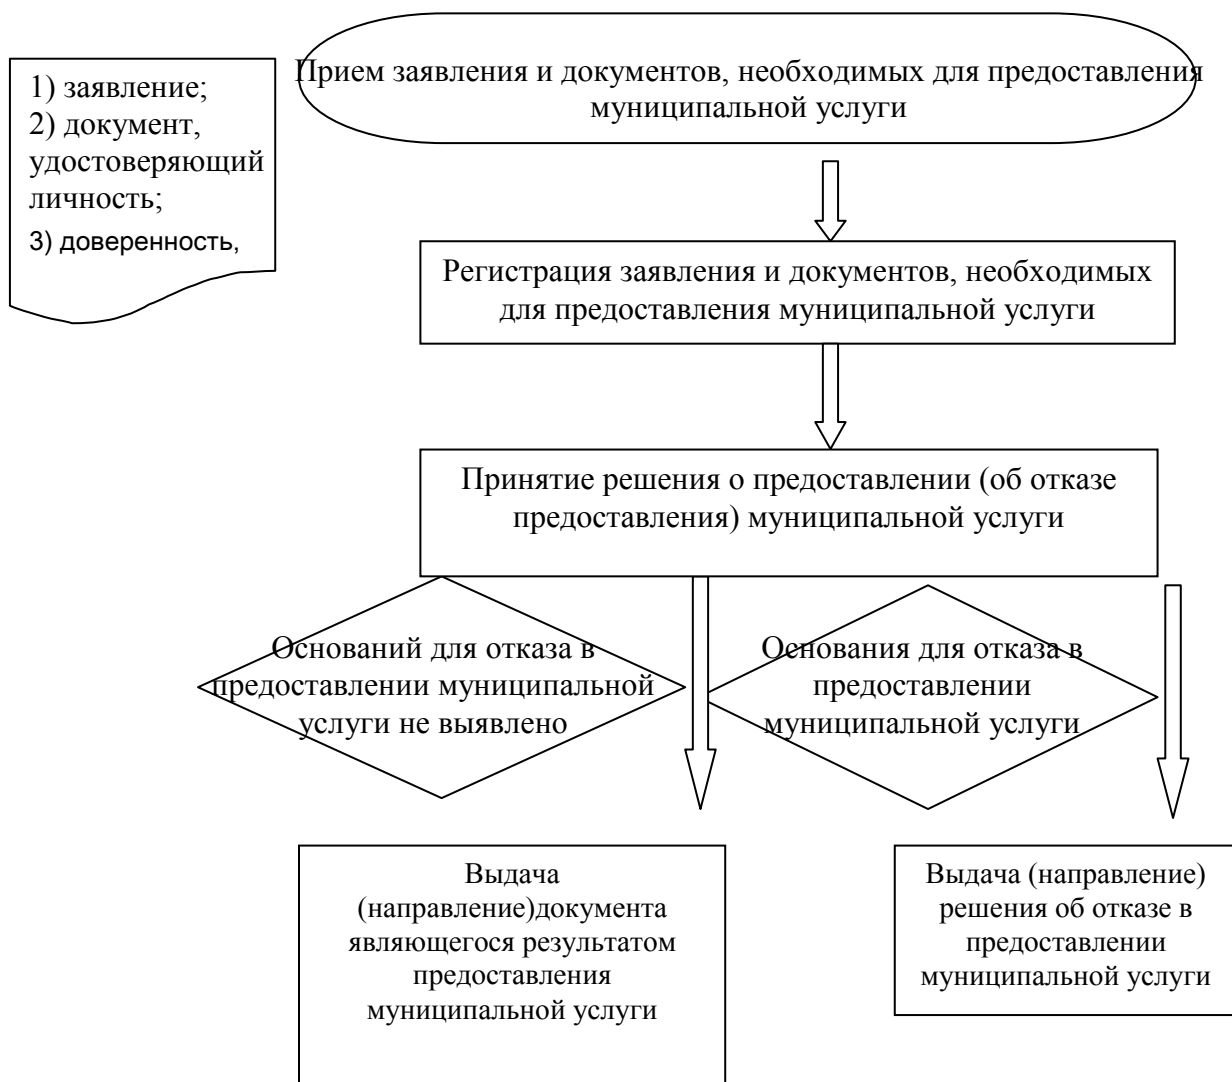 1) заявление;
2) документ,
удостоверяющий
личность;
3) доверенность,
Прием заявления и документов, необходимых для предоставления
муниципальной услуги
Регистрация заявления и документов, необходимых
для предоставления муниципальной услуги
Принятие решения о предоставлении (об отказе
предоставления) муниципальной услуги
Оснований для отказа в
предоставлении муниципальной
услуги не выявлено
Основания для отказа в
предоставлении
муниципальной услуги
Выдача
(направление)документа
являющегося результатом
предоставления
муниципальной услуги
Выдача (направление)
решения об отказе в
предоставлении
муниципальной услуги